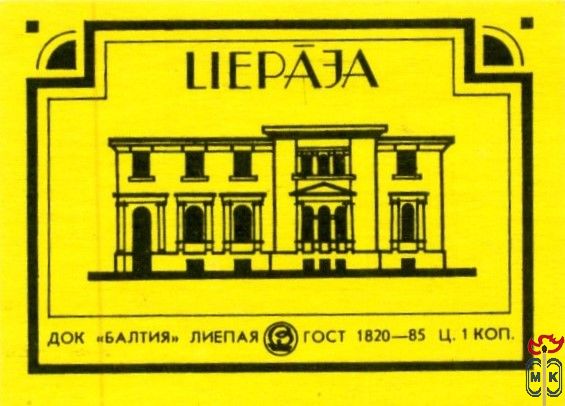 LIEPĀJA
ДОК «БАЛТИЯ» ЛИЕПАЯ ГОСТ 1820—85 Ц. 1 КОП.
М К